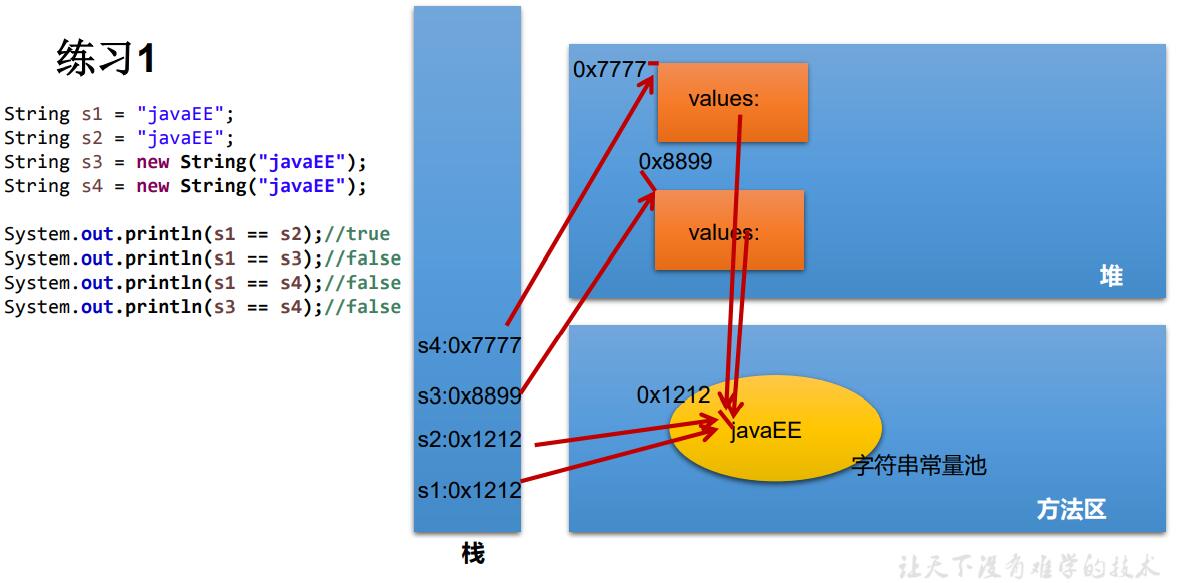 练习1
String s1 = "javaEE";
String s2 = "javaEE";
String s3 = new String("javaEE");
String s4 = new String("javaEE");
System.out.println(s1 == s2);//true
System.out.println(s1 == s3);//false
System.out.println(s1 == s4);//false
System.out.println(s3 == s4);//false
s4:0x7777
s3:0x8899
s2:0x1212
s1:0x1212
栈
0x7777
values:
0x8899
values:
堆
0x1212
javaEE
字符串常量池
方法区
让天下没有难学的技术